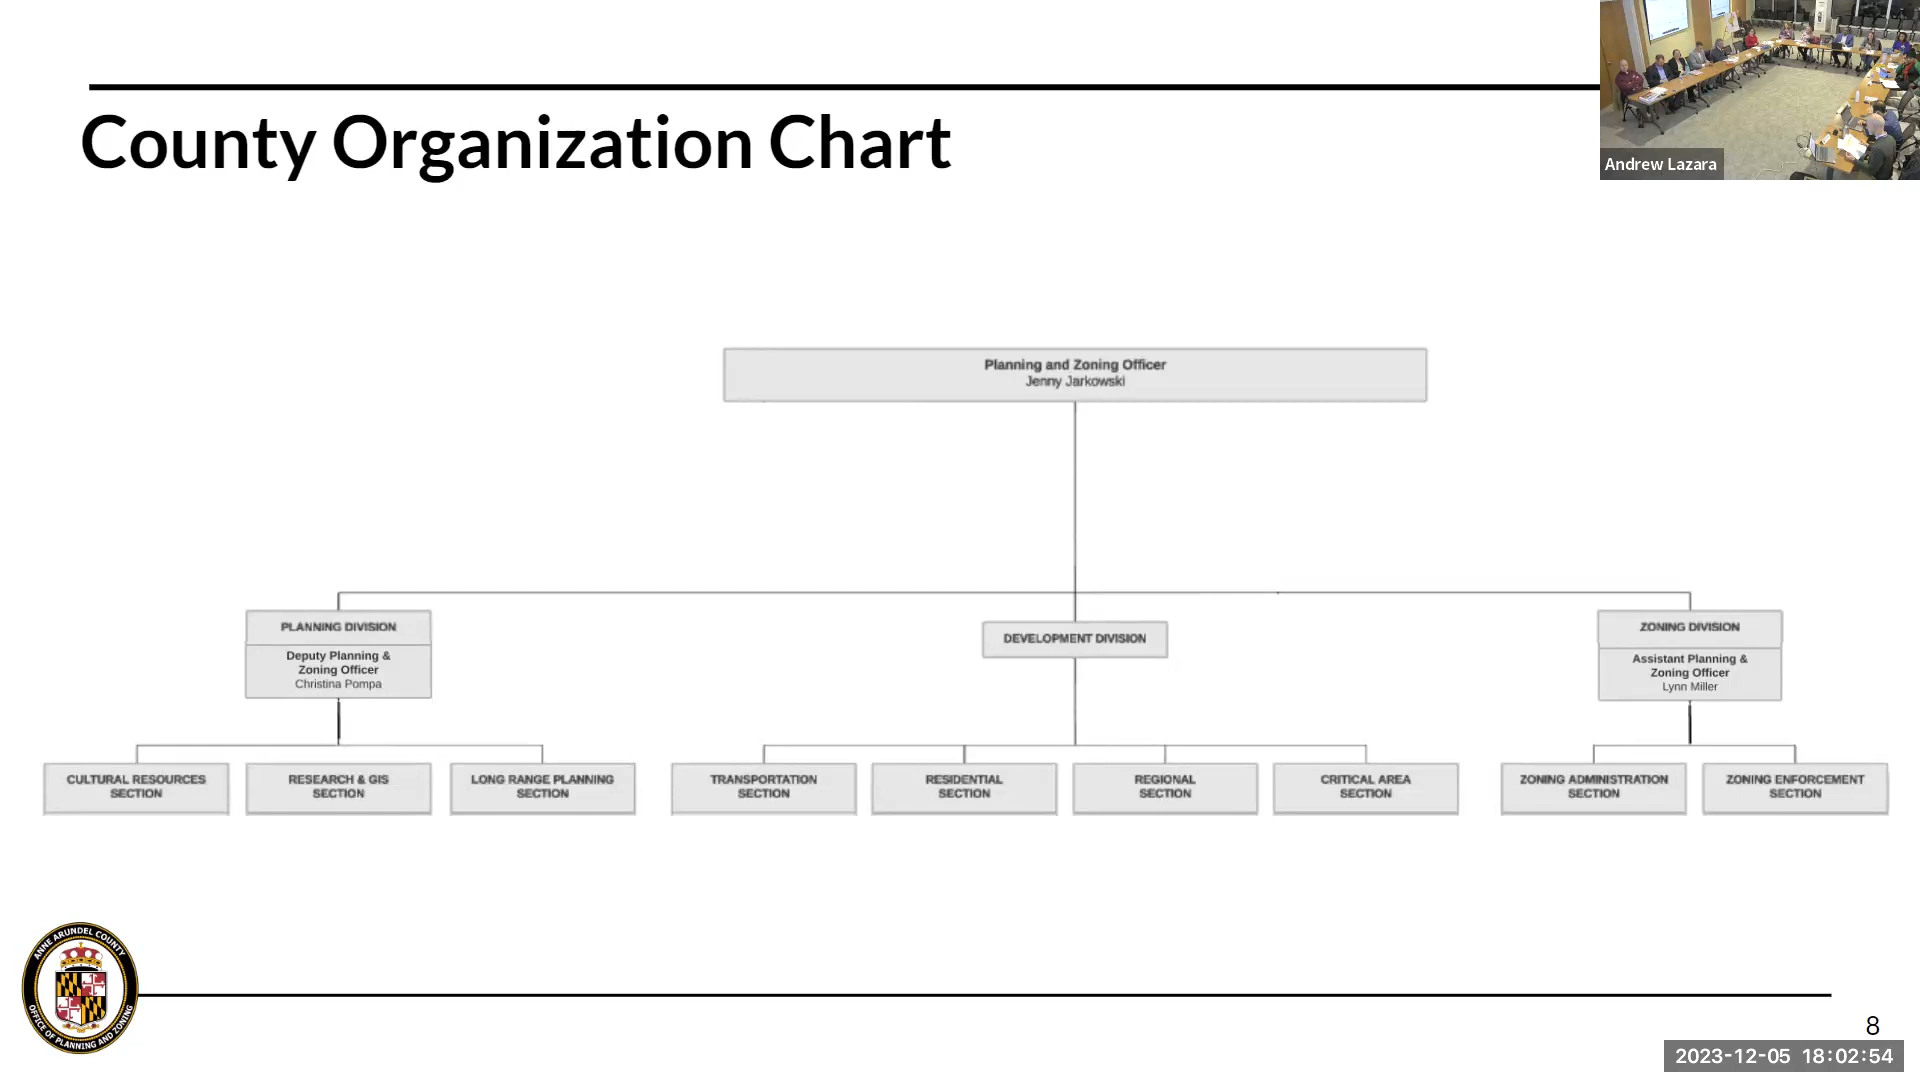 Andrew Lazara
County Organization Chart
Planning and Zoning Officer
Jenny Jarkowski
PLANNING DIVISION
Deputy Planning &
Zoning Officer
Christina Pompa
DEVELOPMENT DIVISION
ZONING DIVISION
Assistant Planning &
Zoning Officer
Lynn Miller
CULTURAL RESOURCES
SECTION
RESEARCH & GIS
SECTION
LONG RANGE PLANNING
SECTION
TRANSPORTATION
SECTION
RESIDENTIAL
SECTION
REGIONAL
SECTION
CRITICAL AREA
SECTION
ZONING ADMINISTRATION
SECTION
ZONING ENFORCEMENT
SECTION
ANNE ARUNDEL COUNTY
OFFICE OF PLANNING AND ZONING
8
2023-12-05 18:02:54